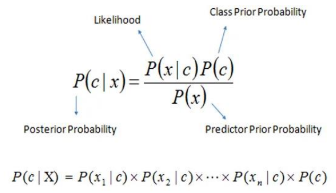 Likelihood
Class Prior Probability
P(c | x) = P(x | c)P(c) / P(x)
Posterior Probability
Predictor Prior Probability
P(c | X) = P(x₁ | c) × P(x₂ | c) × ⋯ × P(xₙ | c) × P(c)